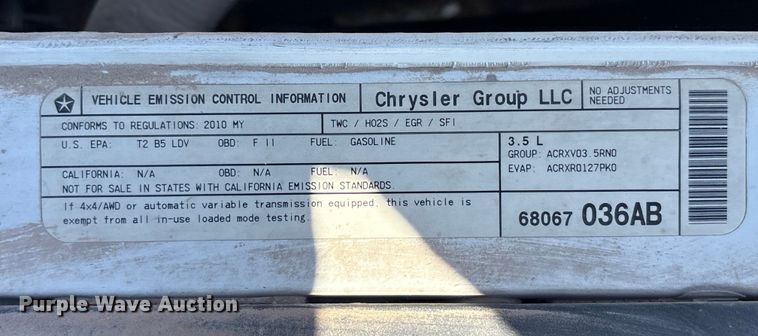 VEHICLE EMISSION CONTROL INFORMATION
Chrysler Group LLC
NO ADJUSTMENTS
NEEDED
CONFORMS TO REGULATIONS: 2010 MY
TWC / HO2S / EGR / SFI
U.S. EPA: T2 B5 LDV OBD: F II FUEL: GASOLINE
CALIFORNIA: N/A OBD: N/A FUEL: N/A
NOT FOR SALE IN STATES WITH CALIFORNIA EMISSION STANDARDS.
3.5 L
GROUP: ACRXV03.5RN0
EVAP: ACRXR0127PK0
If 4x4/AWD or automatic variable transmission equipped, this vehicle is
exempt from all in-use loaded mode testing.
68067 036AB
Purple Wave Auction
Purple Wave Auction